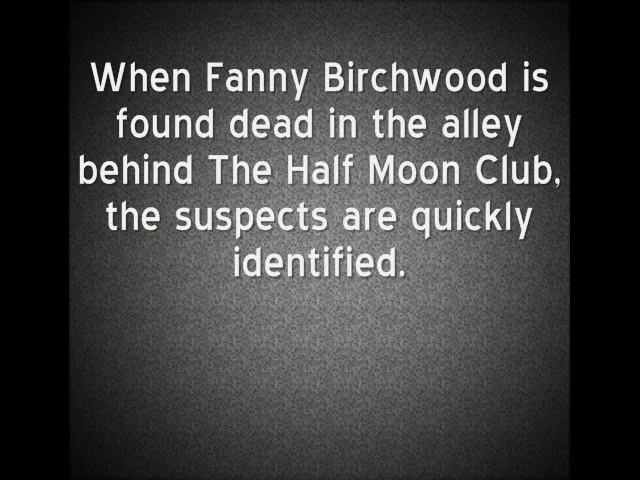 When Fanny Birchwood is
found dead in the alley
behind The Half Moon Club,
the suspects are quickly
identified.